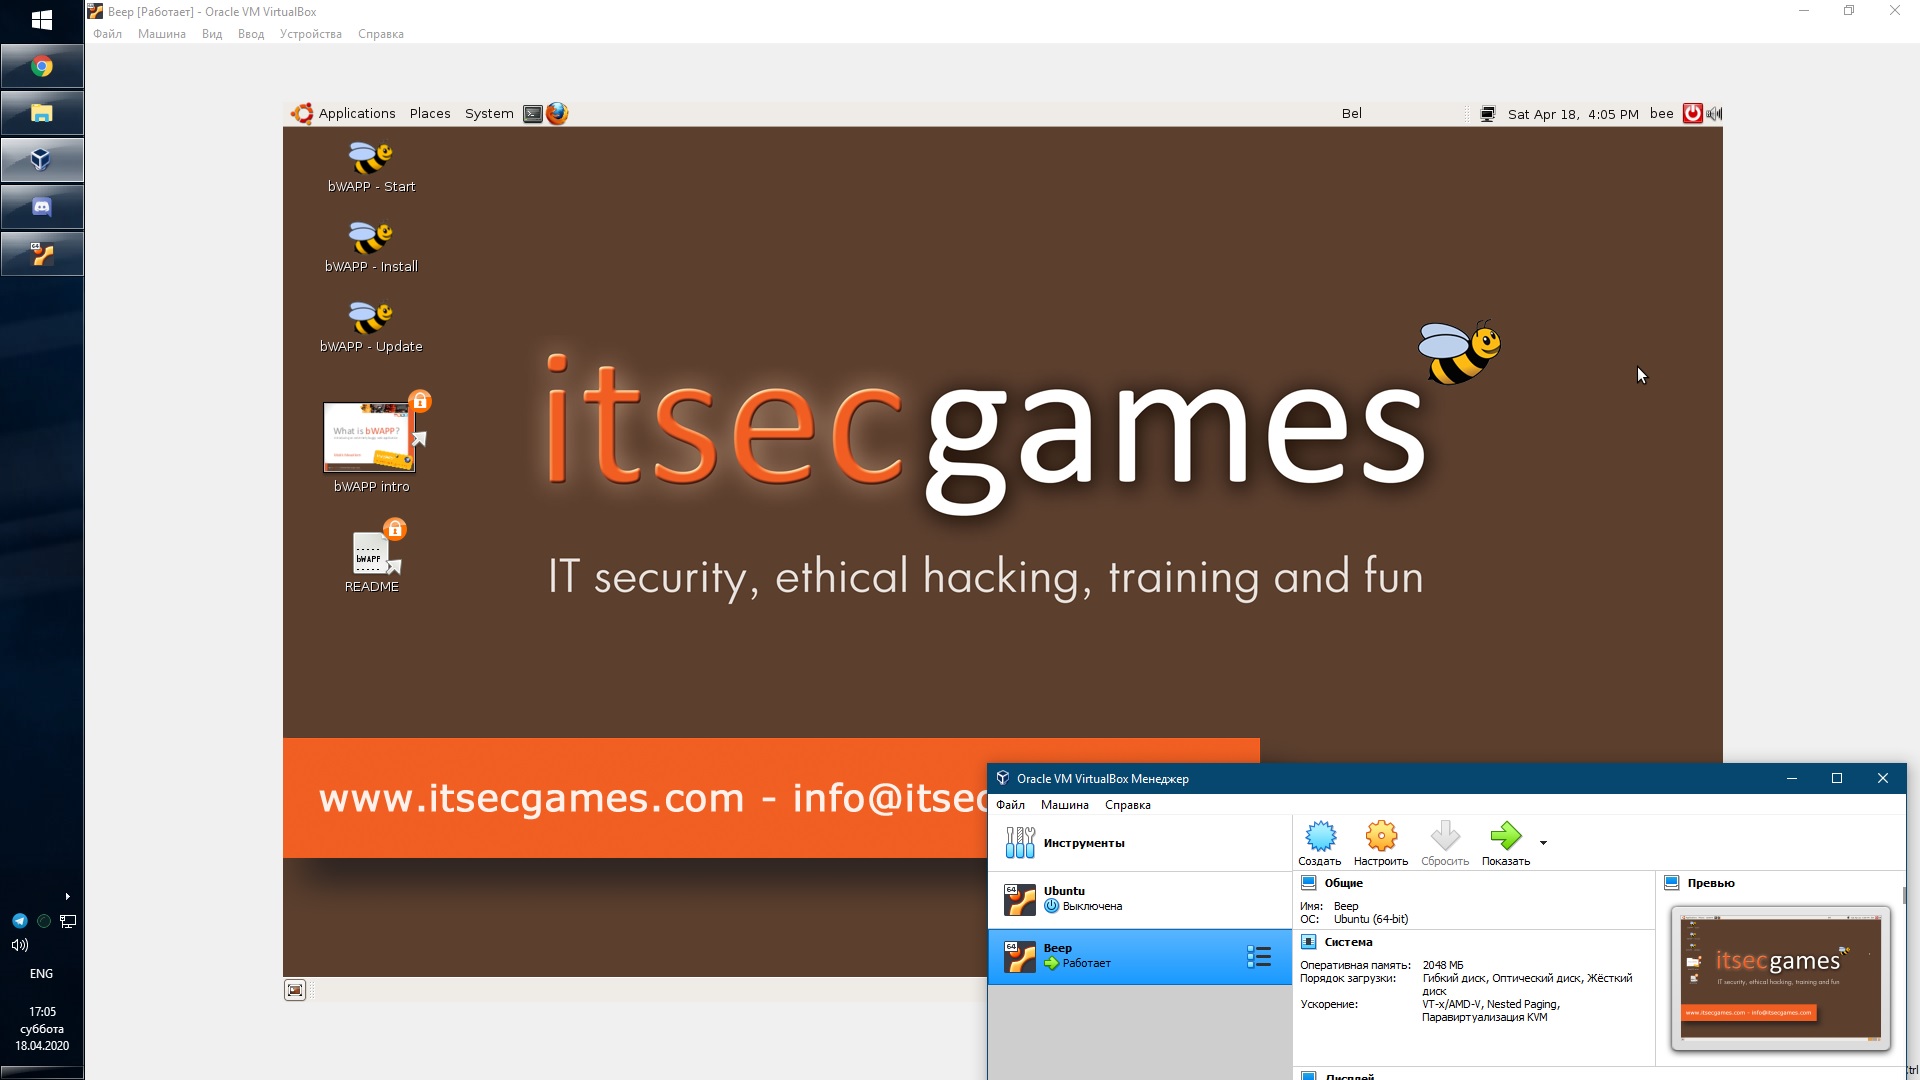 Beep [Работает] - Oracle VM VirtualBox
Файл Машина Вид Ввод Устройства Справка
Applications Places System
Bel
Sat Apr 18, 4:05 PM bee
bWAPP - Start
bWAPP - Install
bWAPP - Update
What is bWAPP?
bWAPP intro
bWAPP
README
itsecgames
IT security, ethical hacking, training and fun
www.itsecgames.com - info@itsec
Oracle VM VirtualBox Менеджер
Файл Машина Справка
Инструменты
Создать Настроить Сбросить Показать
64
Ubuntu
Выключена
64
Beep
Работает
Общие
Имя: Beep
ОС: Ubuntu (64-bit)
Система
Оперативная память: 2048 МБ
Порядок загрузки: Гибкий диск, Оптический диск, Жёсткий
диск
Ускорение: VT-x/AMD-V, Nested Paging,
Паравиртуализация KVM
Дисплей
Превью
itsecgames
IT security, ethical hacking, training and fun
www.itsecgames.com - info@itsecgames.com
64
ENG
17:05
суббота
18.04.2020